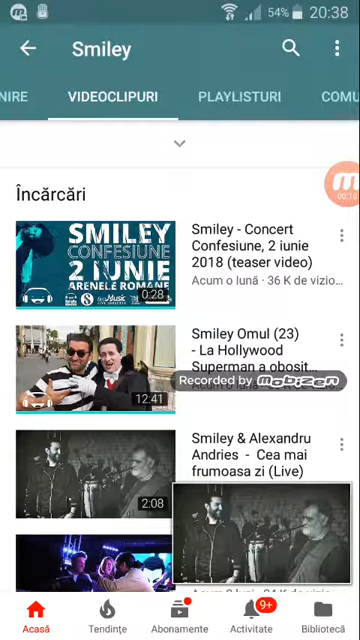 54% 20:38
Smiley
NIRE VIDEOCLIPURI PLAYLISTURI COMU
00:10
Încărcări
SMILEY
CONFESIUNE
2 IUNIE
ARENELE ROMANE
0:28
Smiley - Concert
Confesiune, 2 iunie
2018 (teaser video)
Acum o lună · 36 K de vizio...
12:41
Smiley Omul (23)
- La Hollywood
Superman a obosit...
Recorded by mobizen
2:08
Smiley & Alexandru
Andries - Cea mai
frumoasa zi (Live)
Acasă Tendințe Abonamente 9+ Activitate Bibliotecă